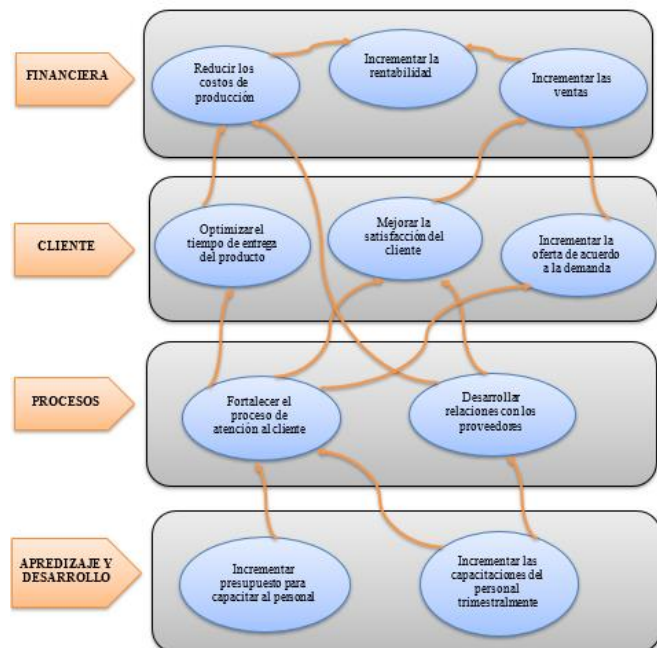 FINANCIERA
Reducir los
costos de
producción
Incrementar la
rentabilidad
Incrementar las
ventas
CLIENTE
Optimizar el
tiempo de entrega
del producto
Mejorar la
satisfacción del
cliente
Incrementar la
oferta de acuerdo
a la demanda
PROCESOS
Fortalecer el
proceso de
atención al cliente
Desarrollar
relaciones con los
proveedores
APREDIZAJE Y
DESARROLLO
Incrementar
presupuesto para
capacitar al personal
Incrementar las
capacitaciones del
personal
trimestralmente